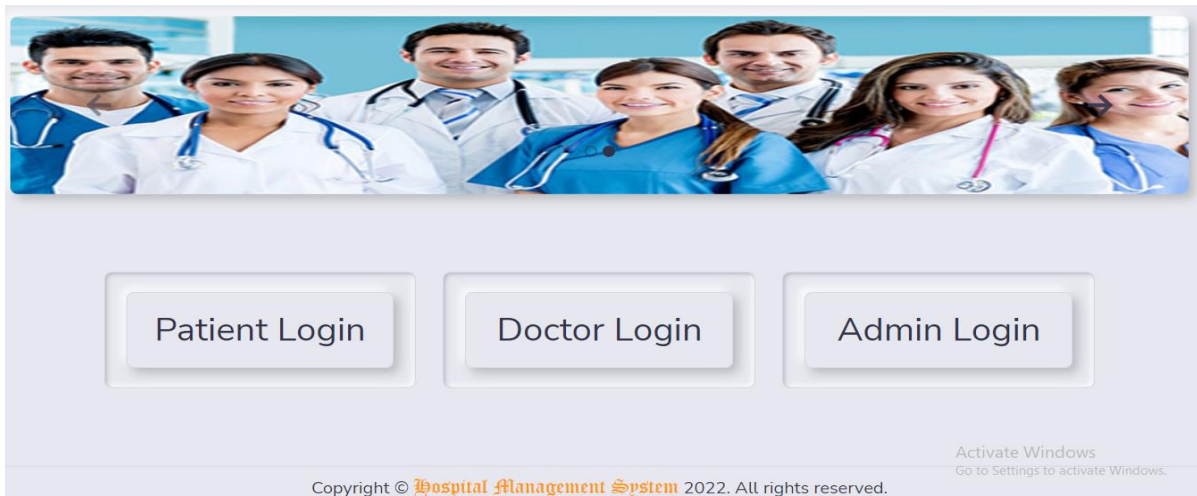 Patient Login
Doctor Login
Admin Login
Activate Windows
Go to Settings to activate Windows.
Copyright © Hospital Management System 2022. All rights reserved.